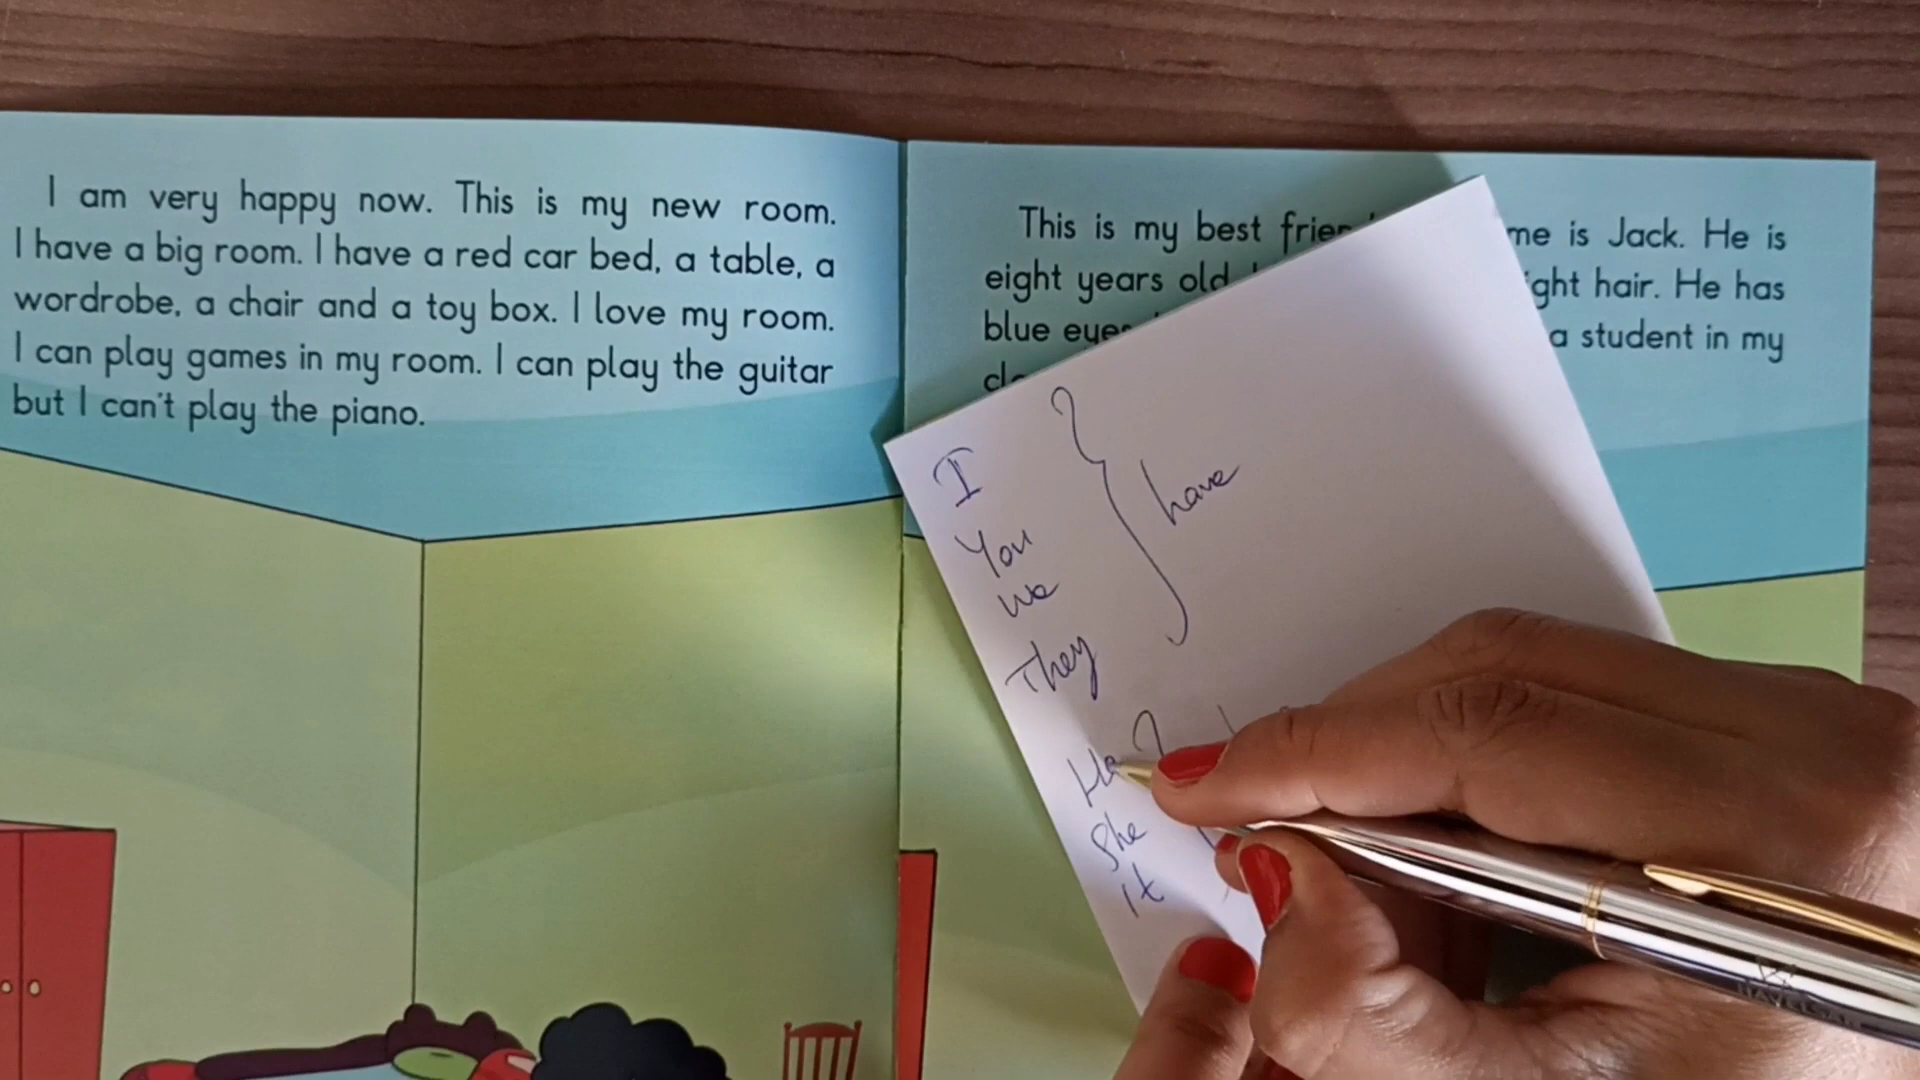 I am very happy now. This is my new room.
I have a big room. I have a red car bed, a table, a
wordrobe, a chair and a toy box. I love my room.
I can play games in my room. I can play the guitar
but I can't play the piano.
This is my best is Jack. He is
eight years old hair. He has
blue a student in my
I
You
We
They
have
He
She
It
HAVELSAN